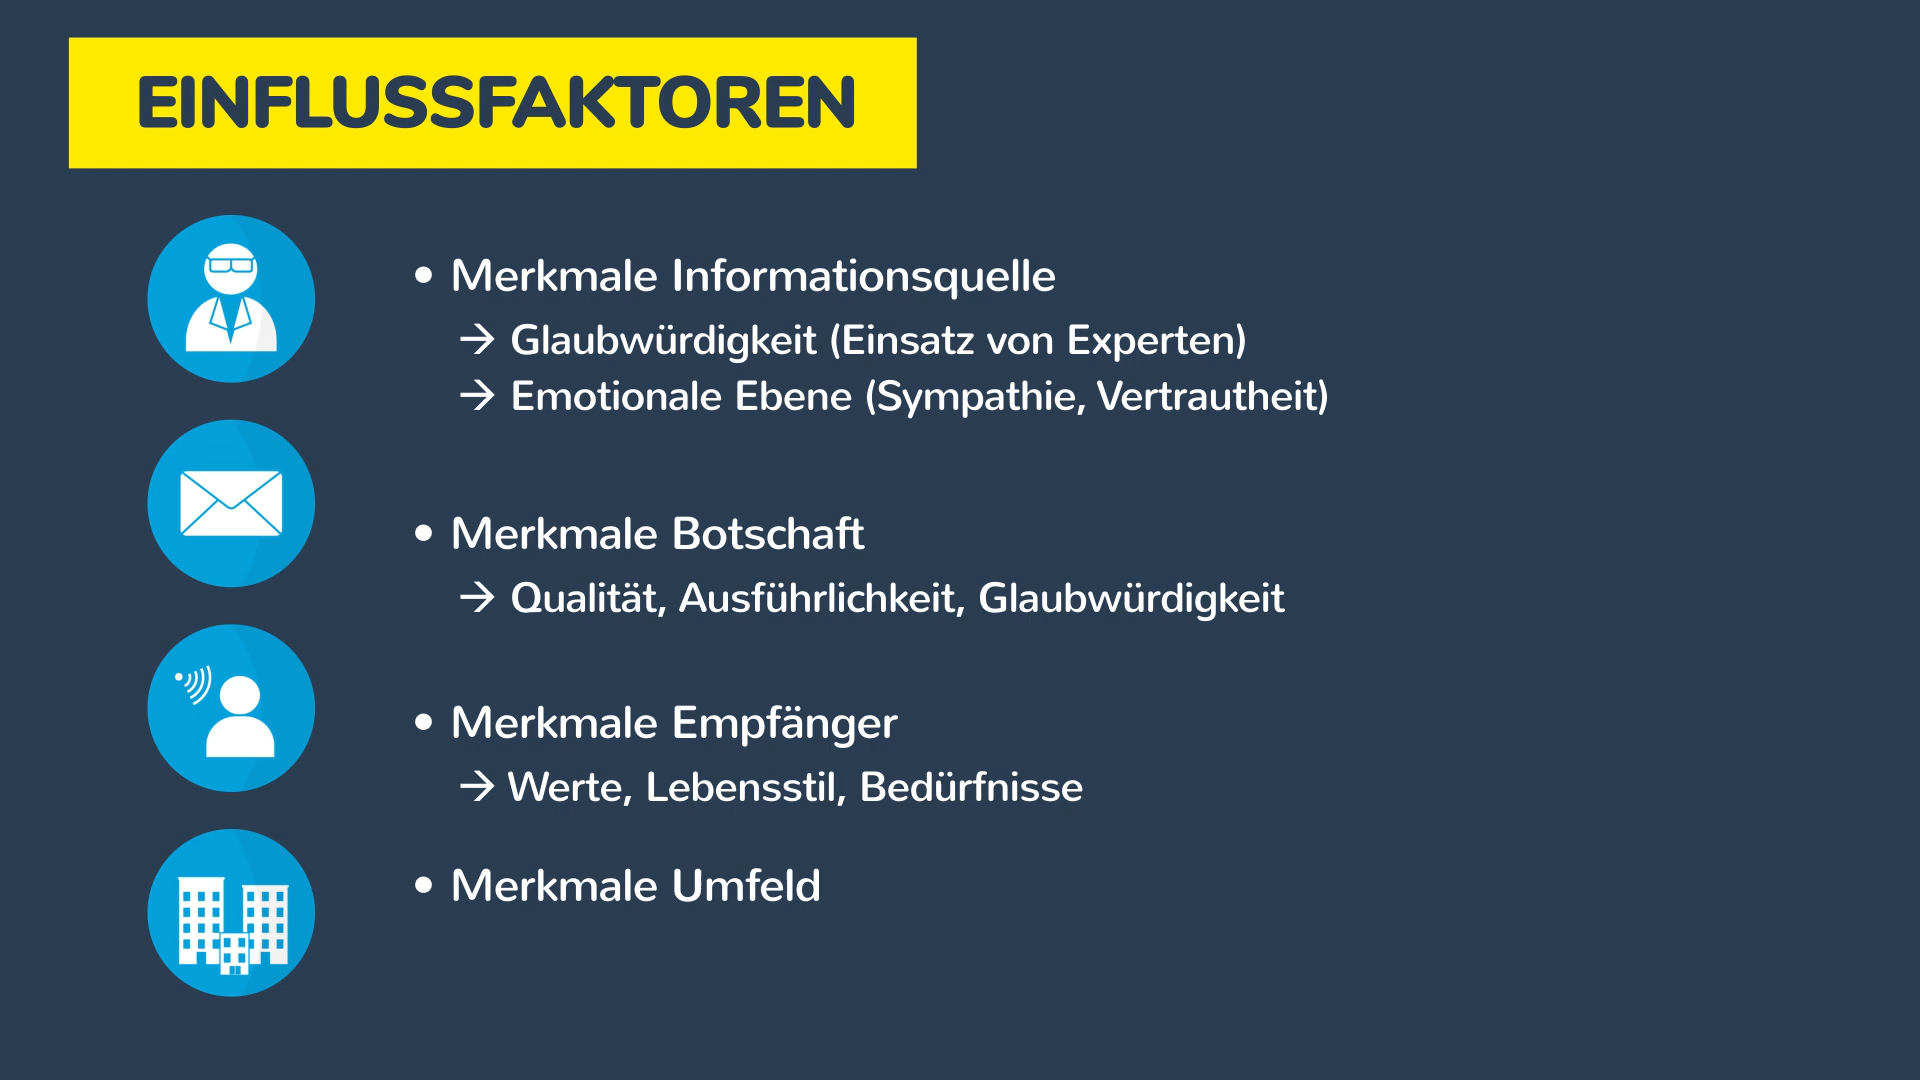 EINFLUSSFAKTOREN
• Merkmale Informationsquelle
→ Glaubwürdigkeit (Einsatz von Experten)
→ Emotionale Ebene (Sympathie, Vertrautheit)
• Merkmale Botschaft
→ Qualität, Ausführlichkeit, Glaubwürdigkeit
• Merkmale Empfänger
→ Werte, Lebensstil, Bedürfnisse
• Merkmale Umfeld